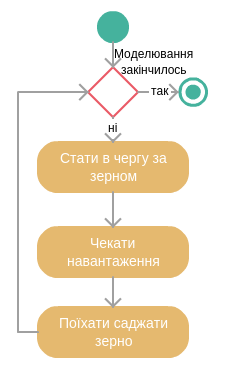 Моделювання
закінчилось
так
ні
Стати в чергу за
зерном
Чекати
навантаження
Поїхати саджати
зерно